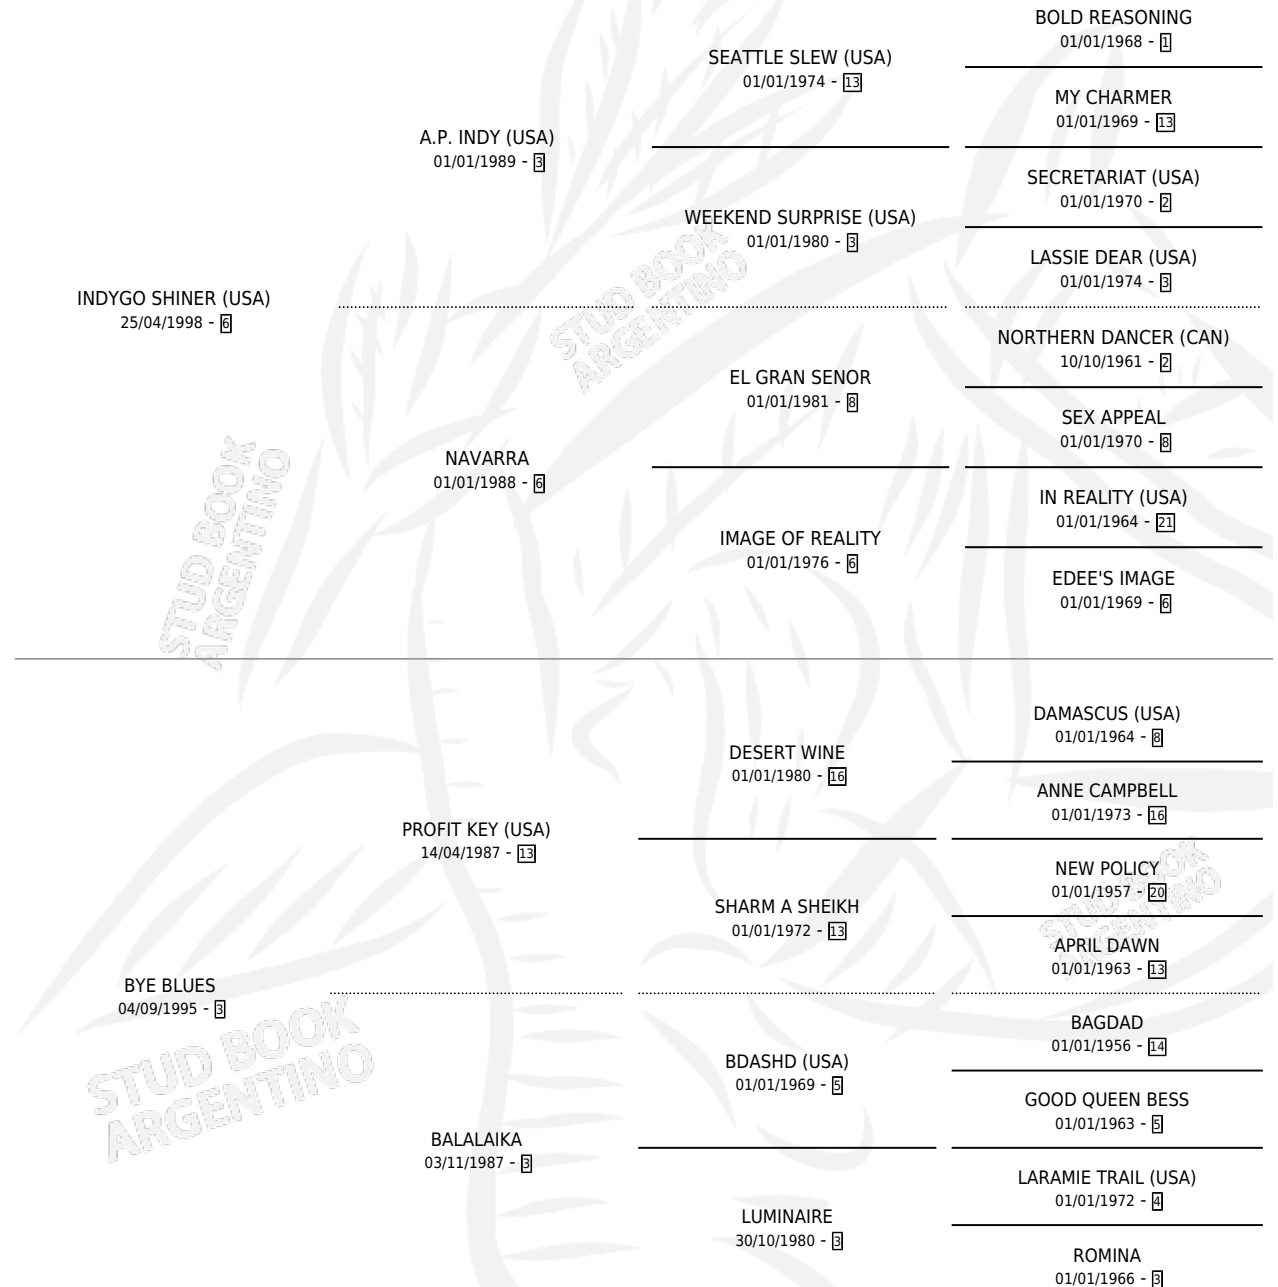 BOLD REASONING
01/01/1968 - 1
SEATTLE SLEW (USA)
01/01/1974 - 13
MY CHARMER
01/01/1969 - 13
A.P. INDY (USA)
01/01/1989 - 3
SECRETARIAT (USA)
01/01/1970 - 2
WEEKEND SURPRISE (USA)
01/01/1980 - 3
LASSIE DEAR (USA)
01/01/1974 - 3
STUD BOOK
ARGENTINO
INDYGO SHINER (USA)
25/04/1998 - 6
NORTHERN DANCER (CAN)
10/10/1961 - 2
EL GRAN SENOR
01/01/1981 - 8
SEX APPEAL
01/01/1970 - 8
NAVARRA
01/01/1988 - 6
IN REALITY (USA)
01/01/1964 - 21
IMAGE OF REALITY
01/01/1976 - 6
EDEE'S IMAGE
01/01/1969 - 6
STUD BOOK
ARGENTINO
DAMASCUS (USA)
01/01/1964 - 8
DESERT WINE
01/01/1980 - 16
ANNE CAMPBELL
01/01/1973 - 16
PROFIT KEY (USA)
14/04/1987 - 13
NEW POLICY
01/01/1957 - 20
SHARM A SHEIKH
01/01/1972 - 13
APRIL DAWN
01/01/1963 - 13
STUD BOOK
ARGENTINO
BYE BLUES
04/09/1995 - 3
BAGDAD
01/01/1956 - 14
BDASHD (USA)
01/01/1969 - 5
GOOD QUEEN BESS
01/01/1963 - 5
STUD BOOK
ARGENTINO
BALALAIKA
03/11/1987 - 3
LARAMIE TRAIL (USA)
01/01/1972 - 4
LUMINAIRE
30/10/1980 - 3
ROMINA
01/01/1966 - 3